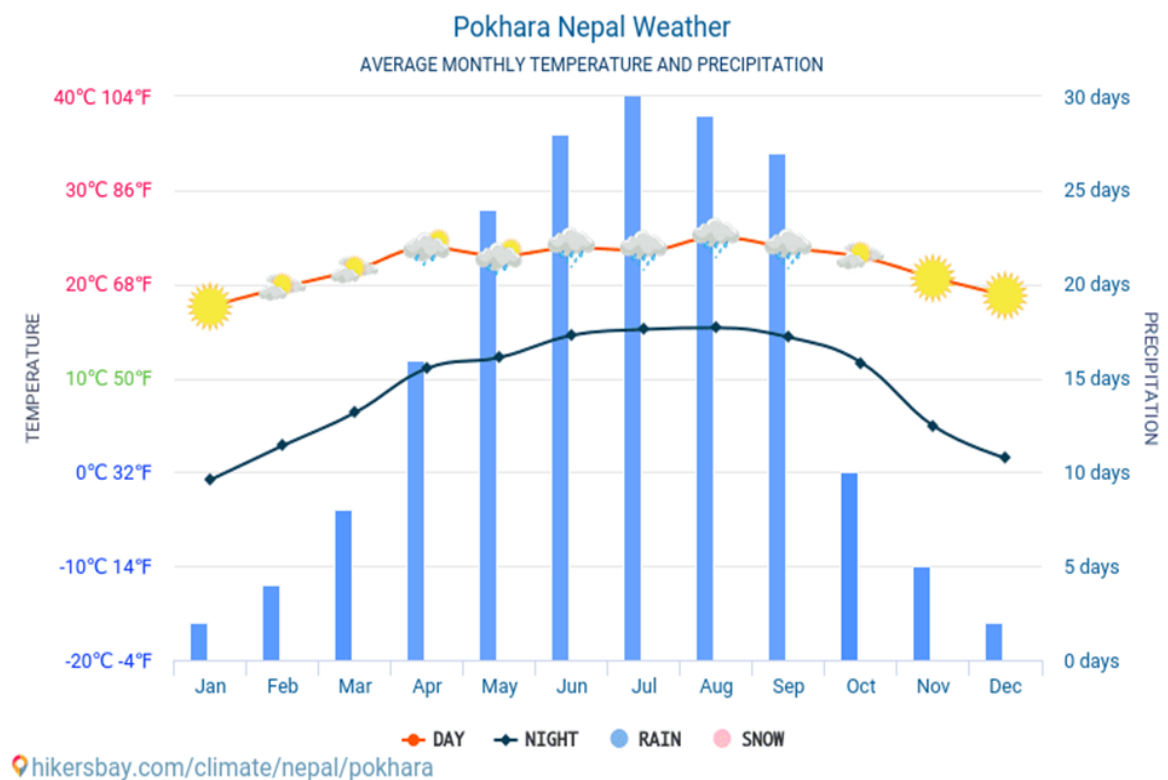 Pokhara Nepal Weather
AVERAGE MONTHLY TEMPERATURE AND PRECIPITATION
40℃ 104℉
30 days
30℃ 86℉
25 days
20℃ 68℉
20 days
10℃ 50℉
15 days
0℃ 32℉
10 days
-10℃ 14℉
5 days
-20℃ -4℉
0 days
TEMPERATURE
PRECIPITATION
Jan Feb Mar Apr May Jun Jul Aug Sep Oct Nov Dec
DAY NIGHT RAIN SNOW
hikersbay.com/climate/nepal/pokhara